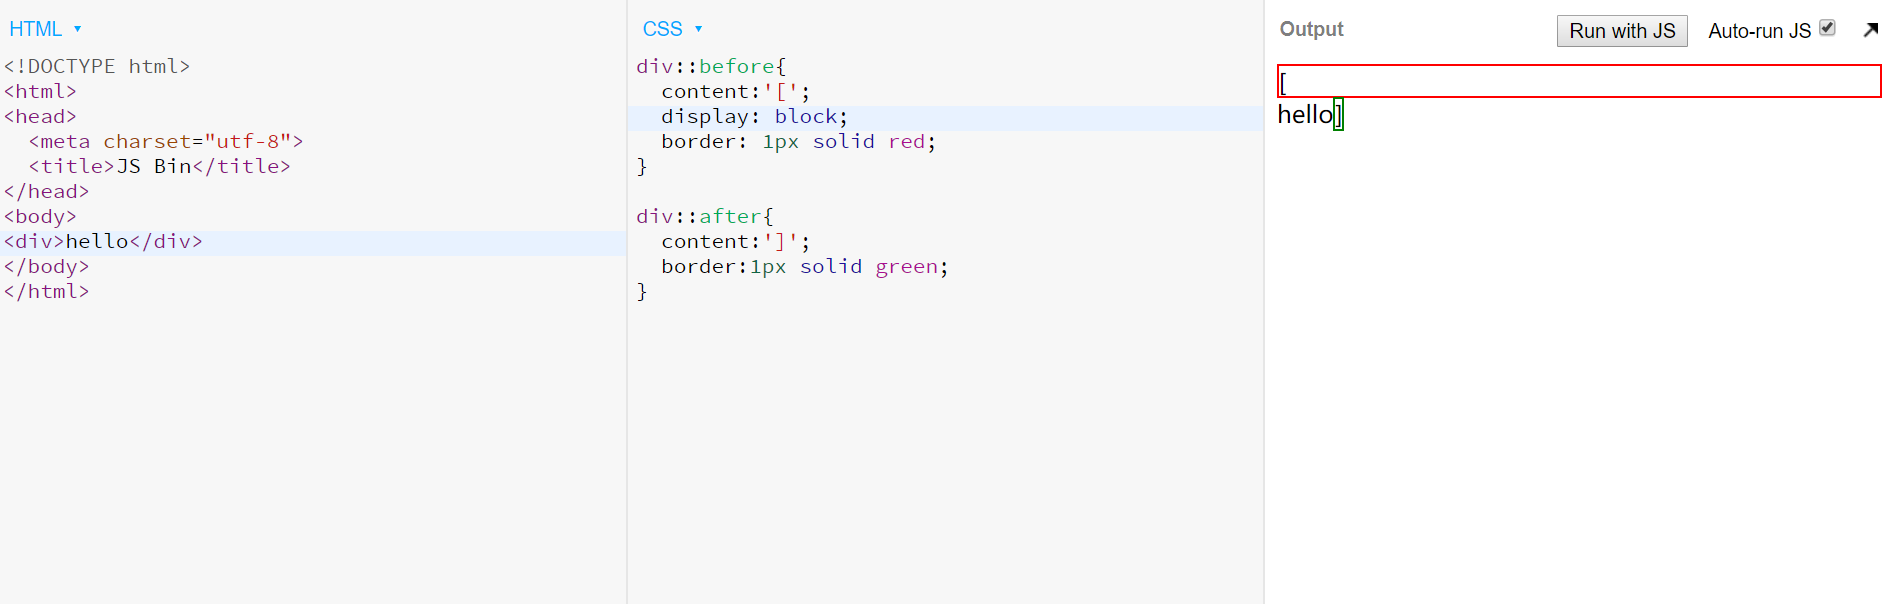 HTML
<!DOCTYPE html>
<html>
<head>
  <meta charset="utf-8">
  <title>JS Bin</title>
</head>
<body>
<div>hello</div>
</body>
</html>
CSS
div::before{
  content:'[';
  display: block;
  border: 1px solid red;
}

div::after{
  content:']';
  border:1px solid green;
}
Output
Run with JS
Auto-run JS
[
hello]